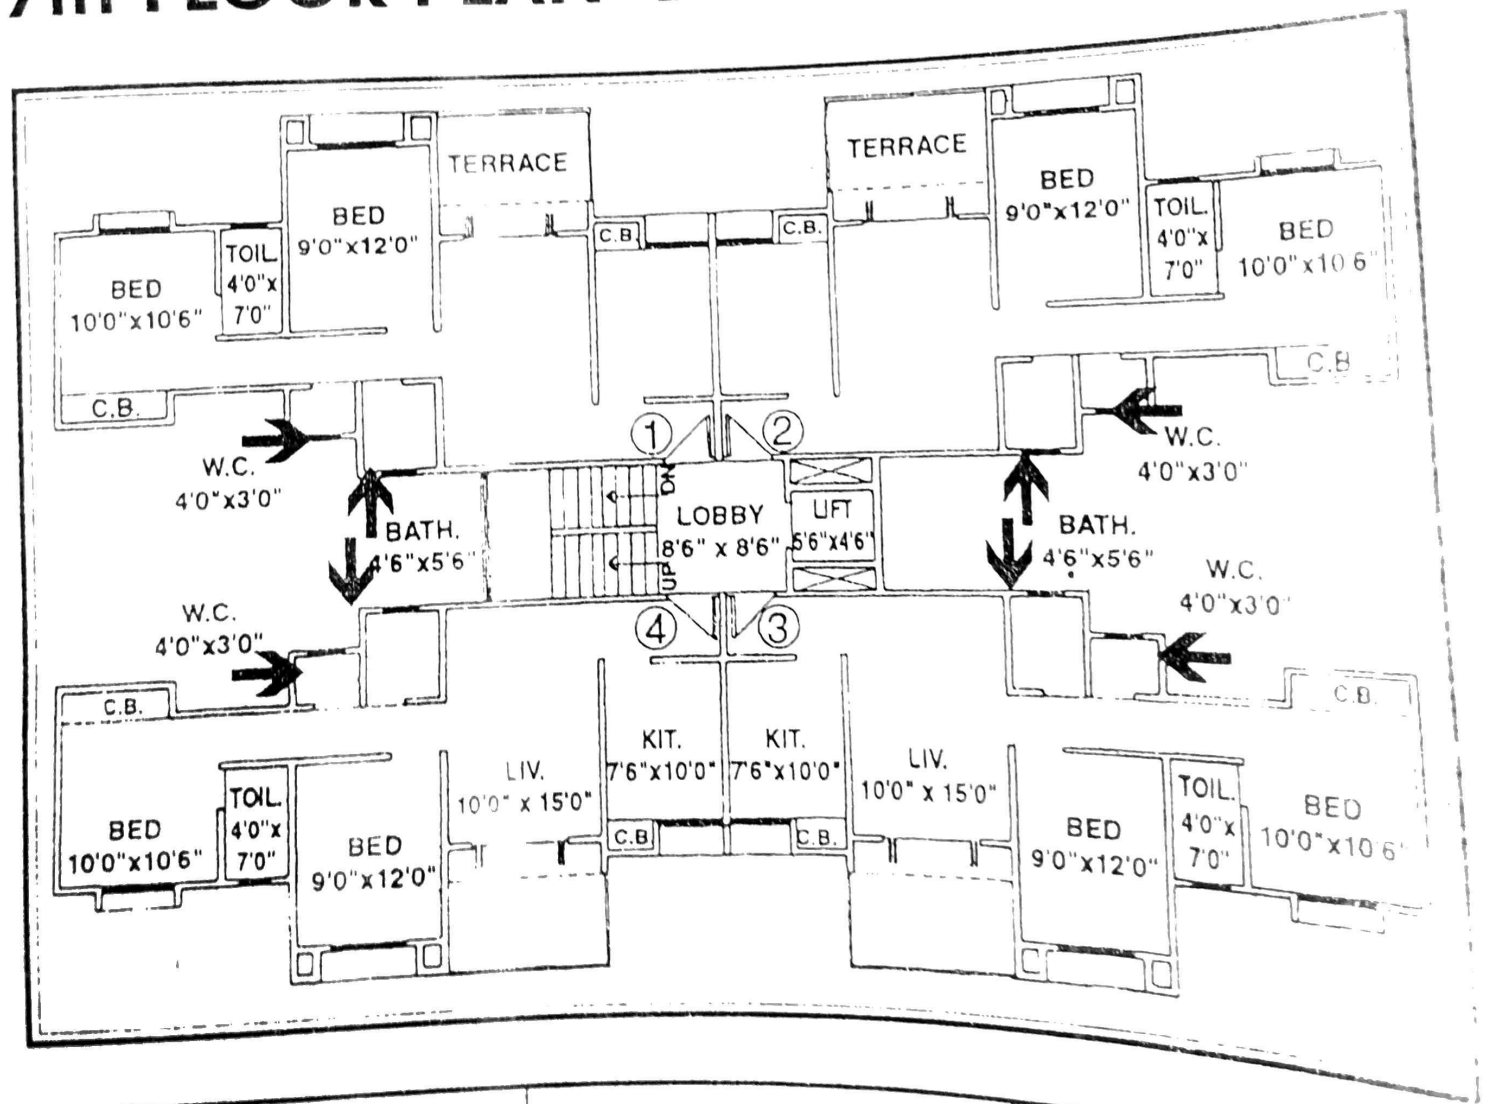 7th FLOOR PLAN
TERRACE
TERRACE
BED
9'0"x12'0"
BED
9'0"x12'0"
TOIL.
4'0"x
7'0"
TOIL.
4'0"x
7'0"
BED
10'0"x10'6"
BED
10'0"x10'6"
C.B.
C.B.
C.B.
C.B
1
2
W.C.
4'0"x3'0"
W.C.
4'0"x3'0"
DN
LOBBY
8'6" x 8'6"
LIFT
5'6"x4'6"
UP
BATH.
4'6"x5'6"
BATH.
4'6"x5'6"
W.C.
4'0"x3'0"
W.C.
4'0"x3'0"
4
3
C.B.
C.B.
KIT.
7'6"x10'0"
KIT.
7'6"x10'0"
LIV.
10'0" x 15'0"
LIV.
10'0" x 15'0"
TOIL.
4'0"x
7'0"
TOIL.
4'0"x
7'0"
BED
10'0"x10'6"
BED
9'0"x12'0"
C.B
C.B.
BED
9'0"x12'0"
BED
10'0"x10'6"